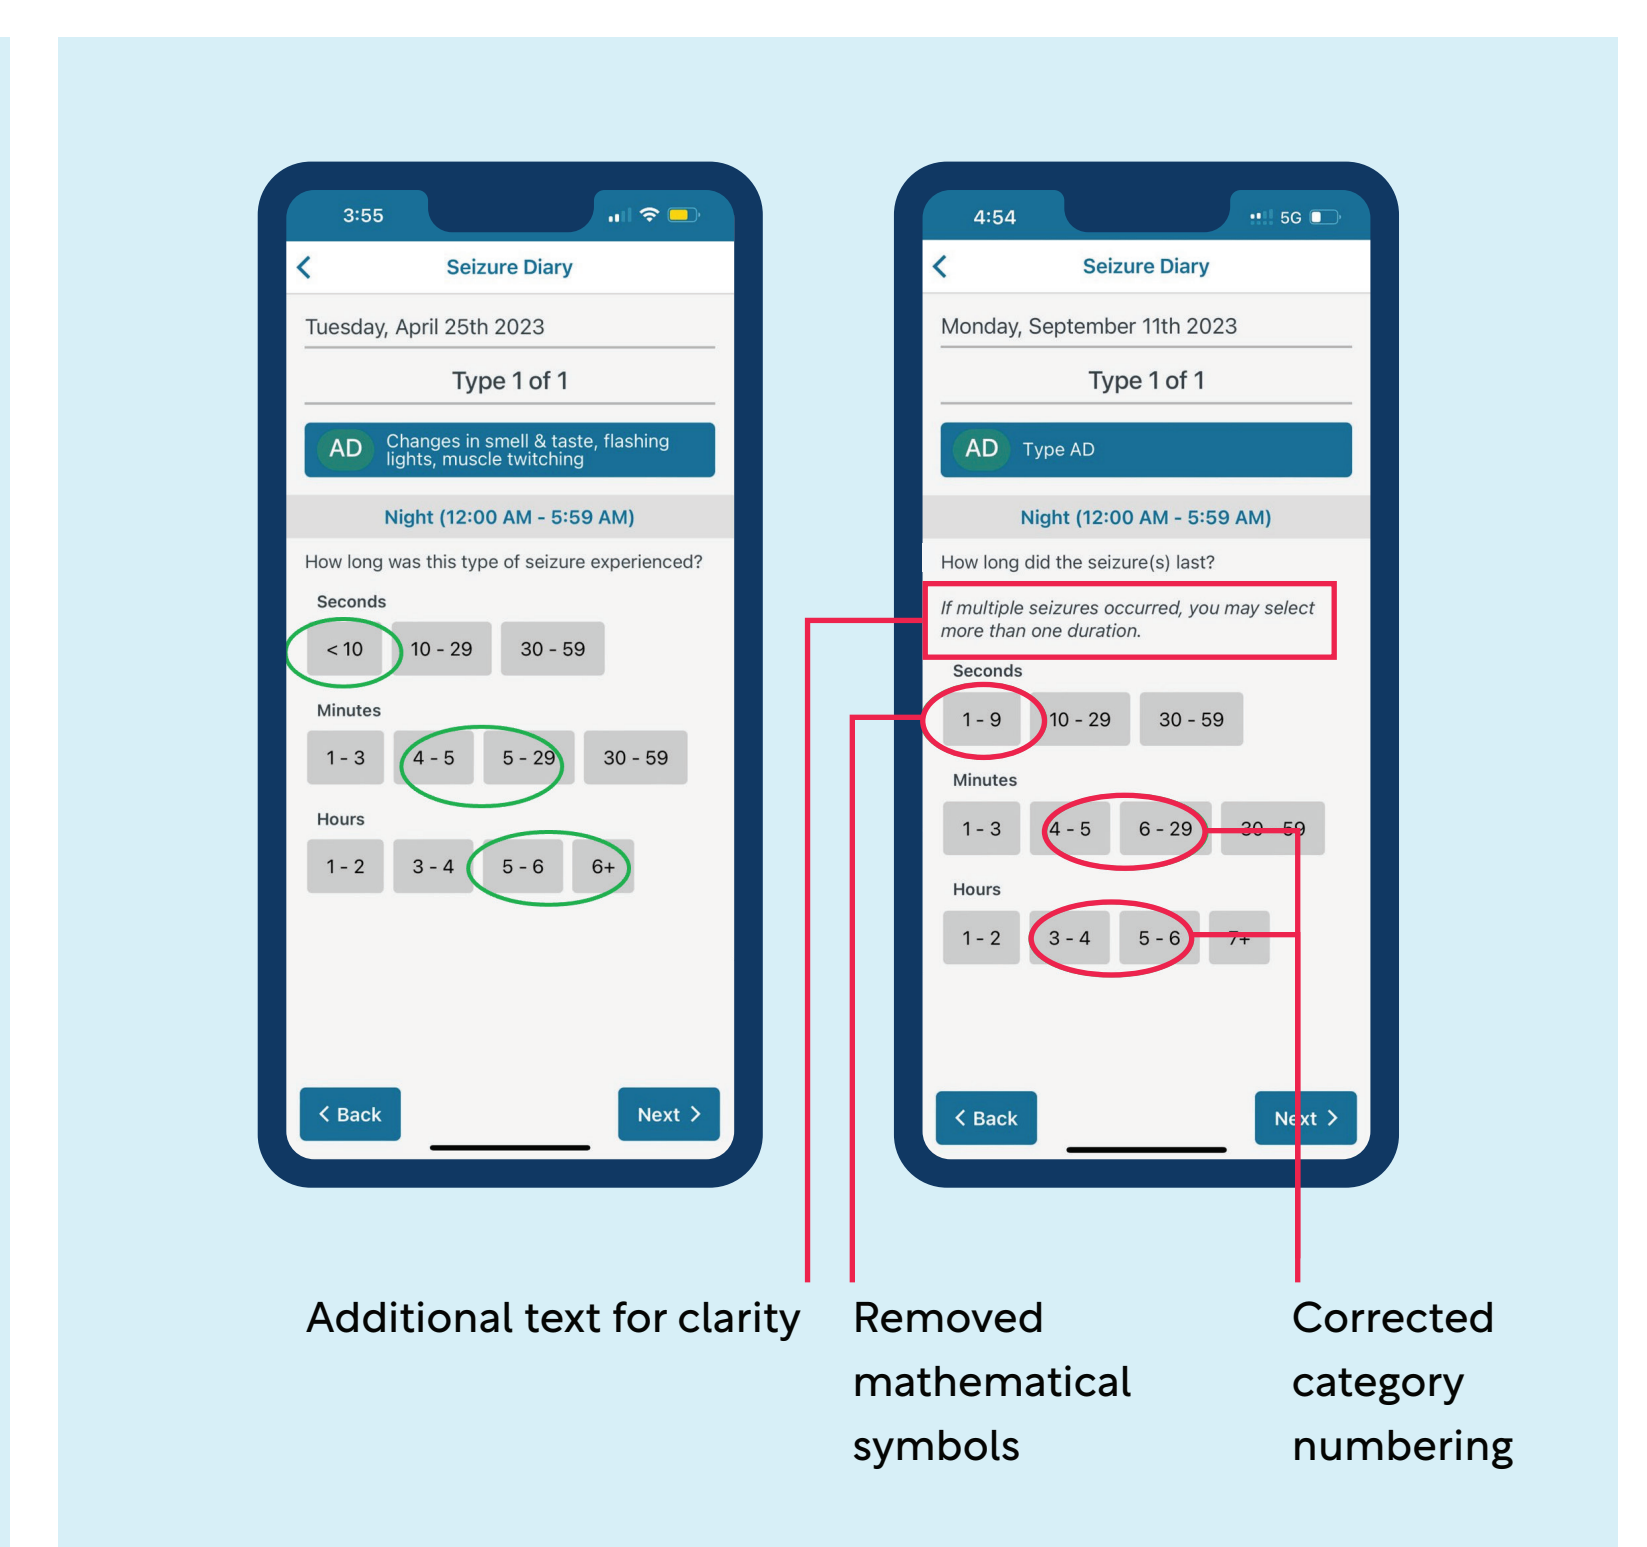 3:55
Seizure Diary
Tuesday, April 25th 2023
Type 1 of 1
AD
Changes in smell & taste, flashing
lights, muscle twitching
Night (12:00 AM - 5:59 AM)
How long was this type of seizure experienced?
Seconds
< 10 10 - 29 30 - 59
Minutes
1 - 3 4 - 5 5 - 29 30 - 59
Hours
1 - 2 3 - 4 5 - 6 6+
< Back Next >
4:54 5G
Seizure Diary
Monday, September 11th 2023
Type 1 of 1
AD Type AD
Night (12:00 AM - 5:59 AM)
How long did the seizure(s) last?
If multiple seizures occurred, you may select
more than one duration.
Seconds
1 - 9 10 - 29 30 - 59
Minutes
1 - 3 4 - 5 6 - 29 30 - 59
Hours
1 - 2 3 - 4 5 - 6 7+
< Back Next >
Additional text for clarity
Removed
mathematical
symbols
Corrected
category
numbering